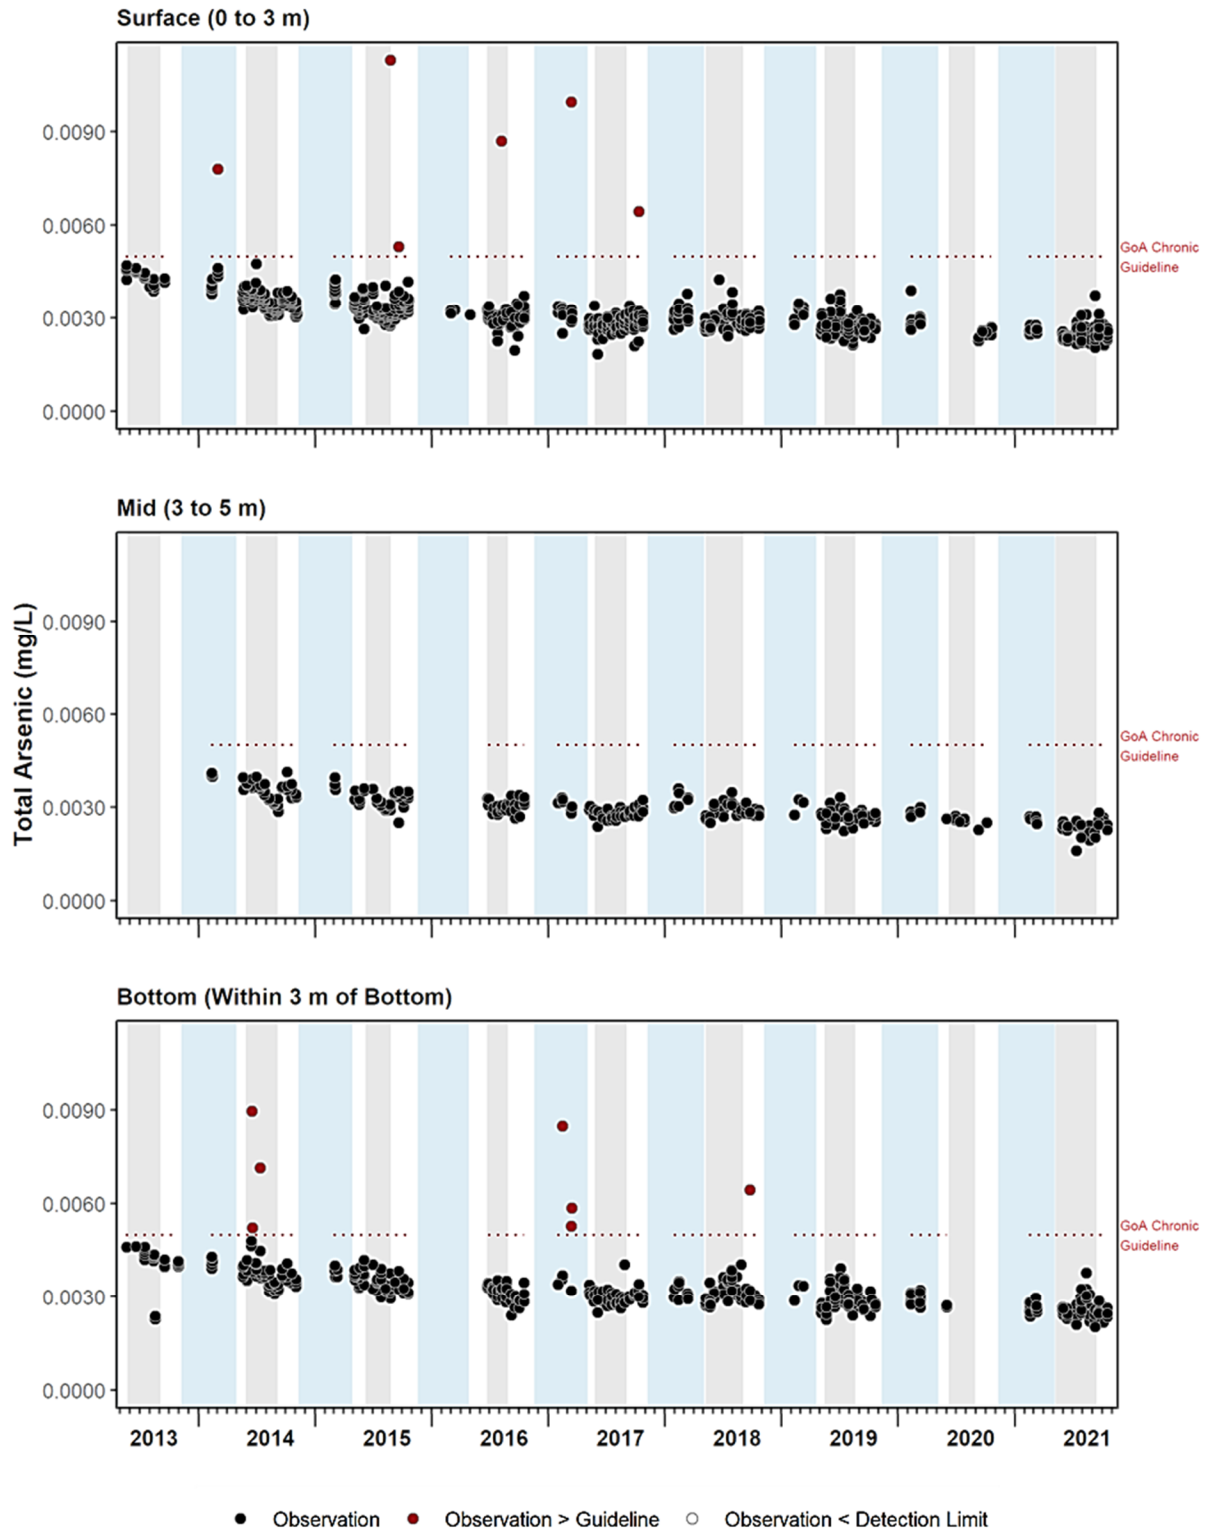 Surface (0 to 3 m)
0.0090
0.0060
0.0030
0.0000
GoA Chronic
Guideline
Mid (3 to 5 m)
Total Arsenic (mg/L)
0.0090
0.0060
0.0030
0.0000
GoA Chronic
Guideline
Bottom (Within 3 m of Bottom)
0.0090
0.0060
0.0030
0.0000
GoA Chronic
Guideline
2013 2014 2015 2016 2017 2018 2019 2020 2021
Observation Observation > Guideline Observation < Detection Limit